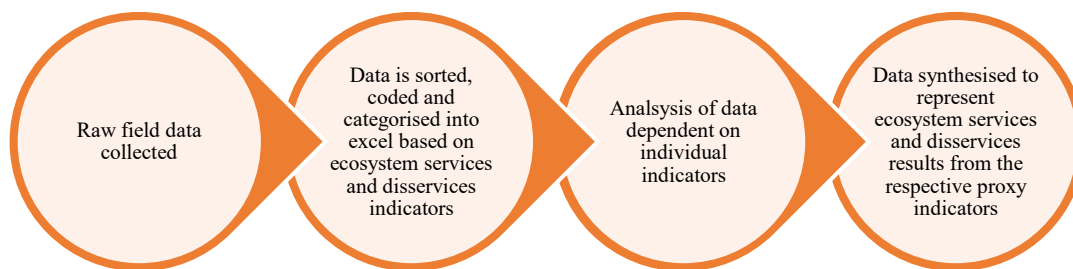 Raw field data
collected
Data is sorted,
coded and
categorised into
excel based on
ecosystem services
and disservices
indicators
Analsysis of data
dependent on
individual
indicators
Data synthesised to
represent
ecosystem services
and disservices
results from the
respective proxy
indicators